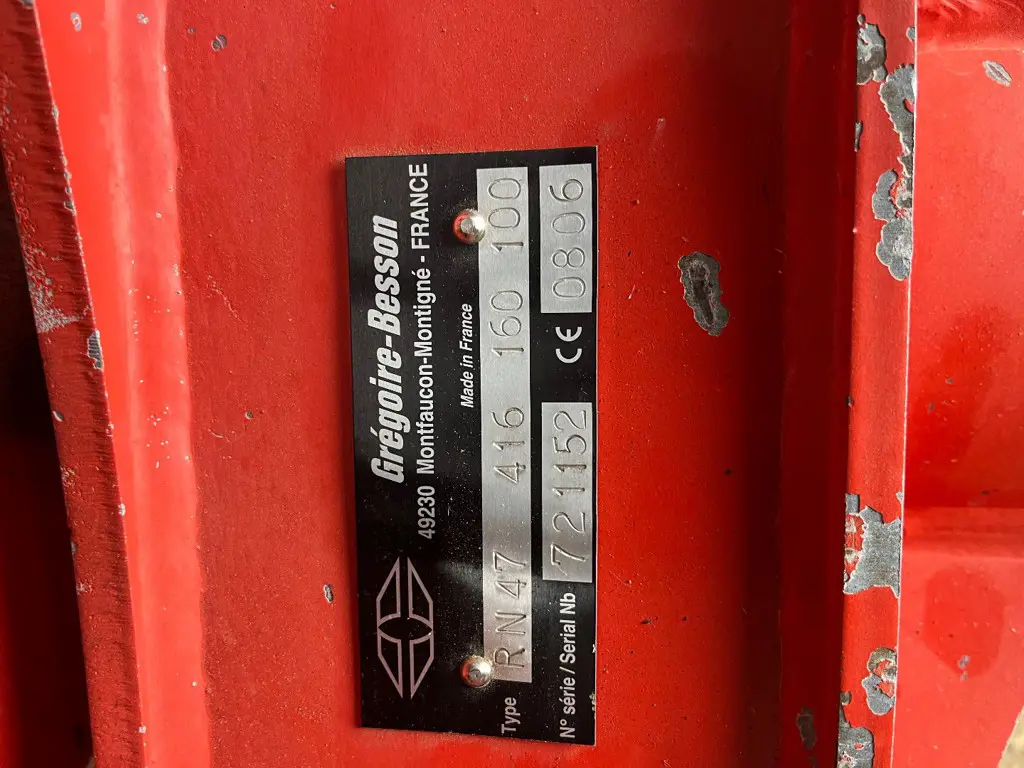 Grégoire-Besson
49230 Montfaucon-Montigné - FRANCE
Made in France
Type RN47 416 160 100
N° série / Serial Nb 721152 CE 0806